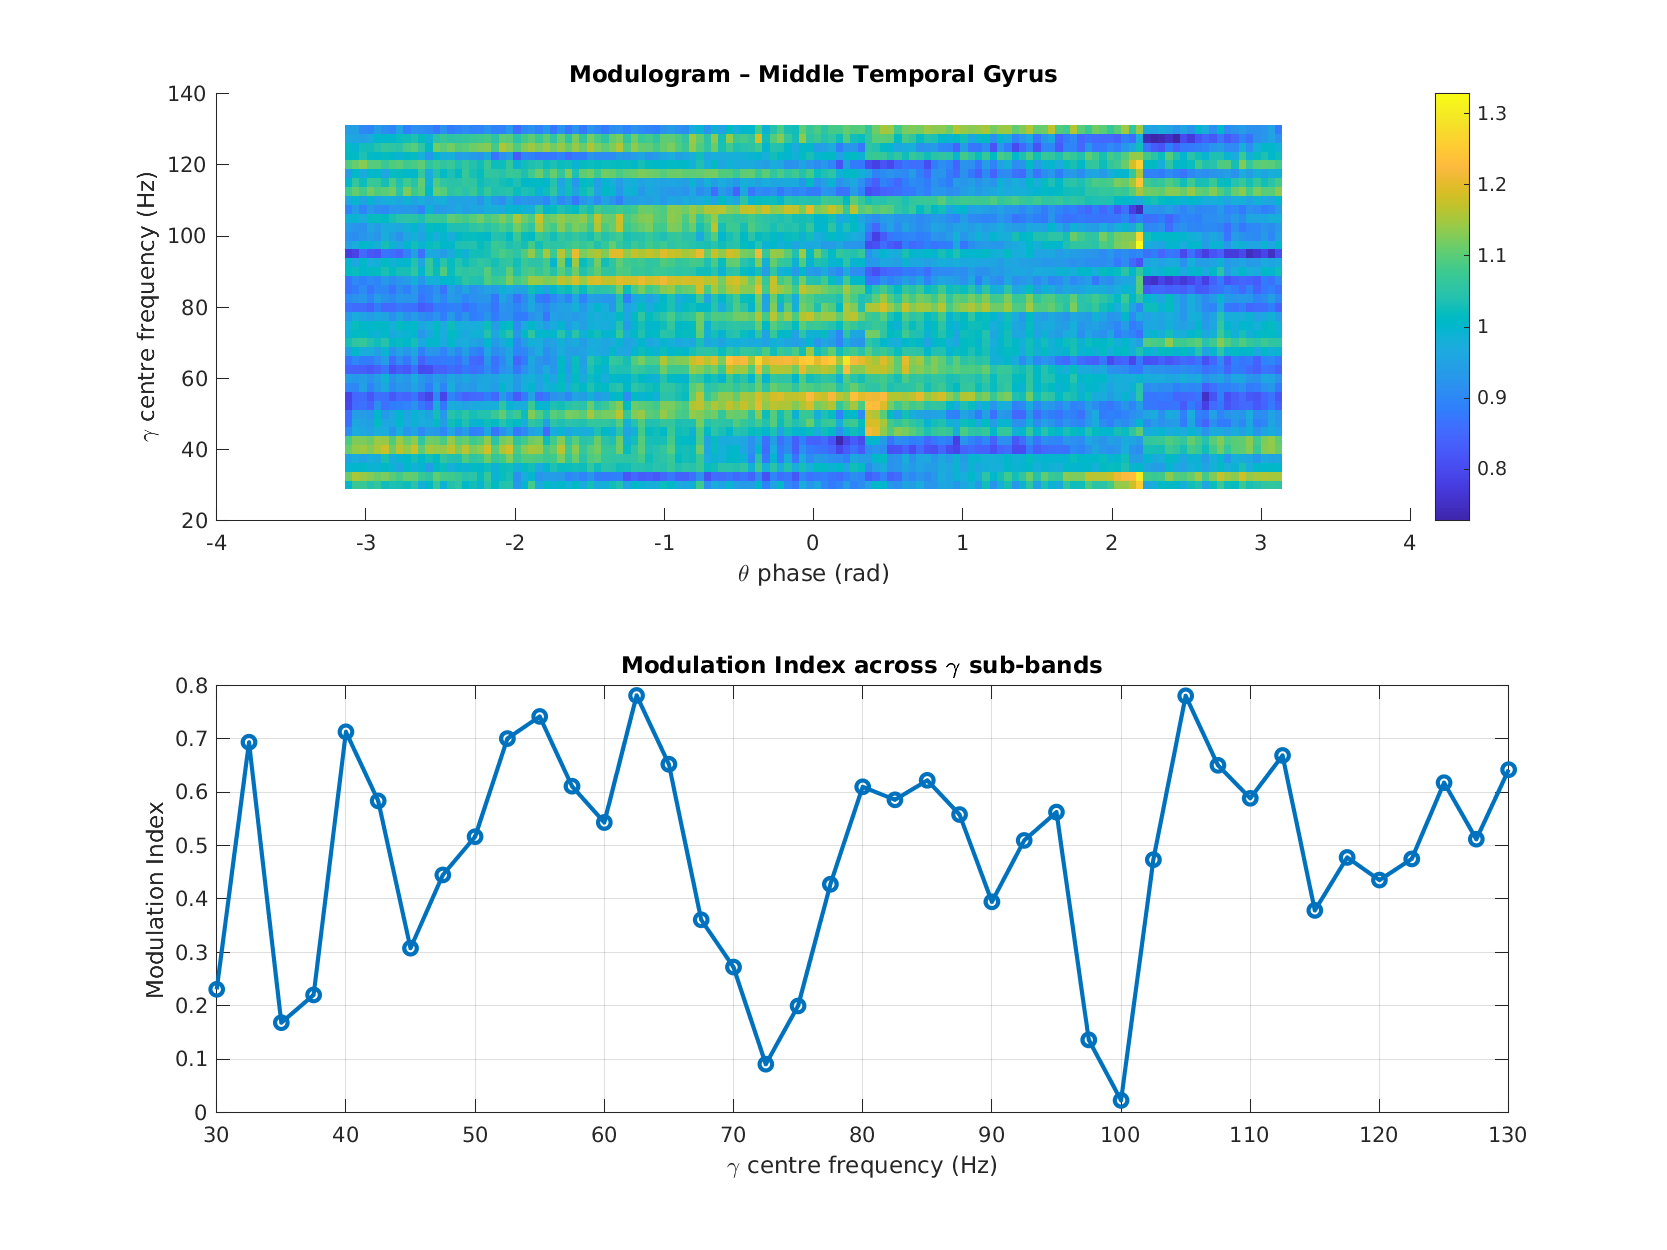 Modulogram – Middle Temporal Gyrus
γ centre frequency (Hz)
140
120
100
80
60
40
20
-4 -3 -2 -1 0 1 2 3 4
θ phase (rad)
1.3
1.2
1.1
1
0.9
0.8
Modulation Index across γ sub-bands
Modulation Index
0.8
0.7
0.6
0.5
0.4
0.3
0.2
0.1
0
30 40 50 60 70 80 90 100 110 120 130
γ centre frequency (Hz)